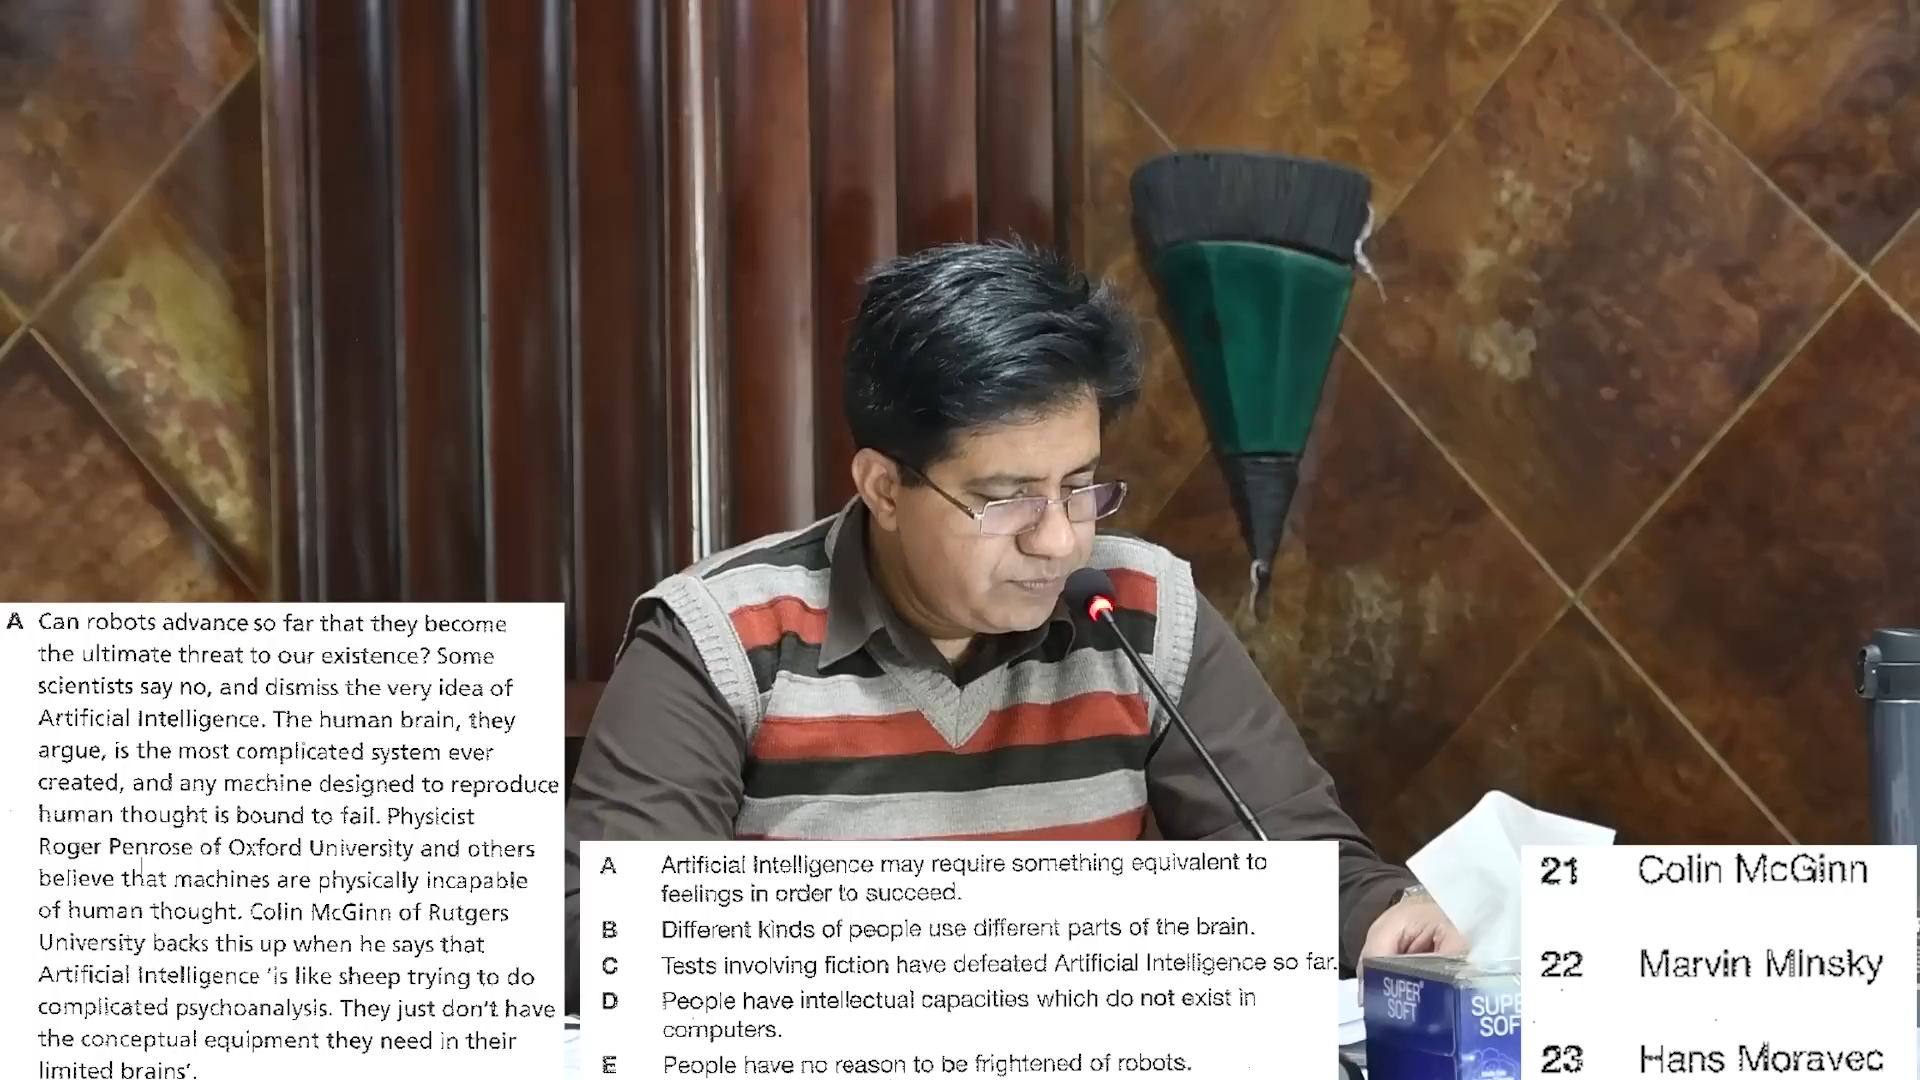 A Can robots advance so far that they become
the ultimate threat to our existence? Some
scientists say no, and dismiss the very idea of
Artificial Intelligence. The human brain, they
argue, is the most complicated system ever
created, and any machine designed to reproduce
human thought is bound to fail. Physicist
Roger Penrose of Oxford University and others
believe that machines are physically incapable
of human thought. Colin McGinn of Rutgers
University backs this up when he says that
Artificial Intelligence 'is like sheep trying to do
complicated psychoanalysis. They just don't have
the conceptual equipment they need in their
limited brains'.
A Artificial Intelligence may require something equivalent to
feelings in order to succeed.
B Different kinds of people use different parts of the brain.
C Tests involving fiction have defeated Artificial Intelligence so far.
D People have intellectual capacities which do not exist in
computers.
E People have no reason to be frightened of robots.
SUPER
SOFT
SUPE
SOF
21 Colin McGinn
22 Marvin Minsky
23 Hans Moravec